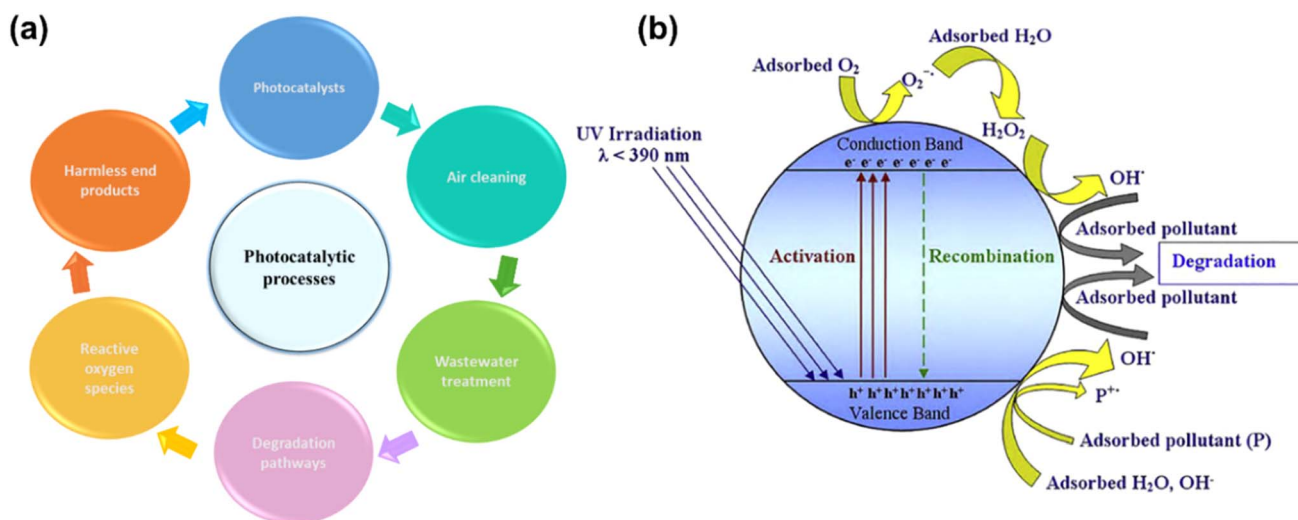 (a)
Photocatalysts
Air cleaning
Wastewater
treatment
Degradation
pathways
Reactive
oxygen
species
Harmless end
products
Photocatalytic
processes
(b)
Adsorbed O₂
O₂⁻·
Adsorbed H₂O
H₂O₂
OH·
UV Irradiation
λ < 390 nm
Conduction Band
e⁻ e⁻ e⁻ e⁻ e⁻ e⁻ e⁻
Activation
Recombination
Adsorbed pollutant
Degradation
Adsorbed pollutant
OH·
h⁺ h⁺ h⁺ h⁺ h⁺ h⁺ h⁺
Valence Band
P⁺·
Adsorbed pollutant (P)
Adsorbed H₂O, OH⁻